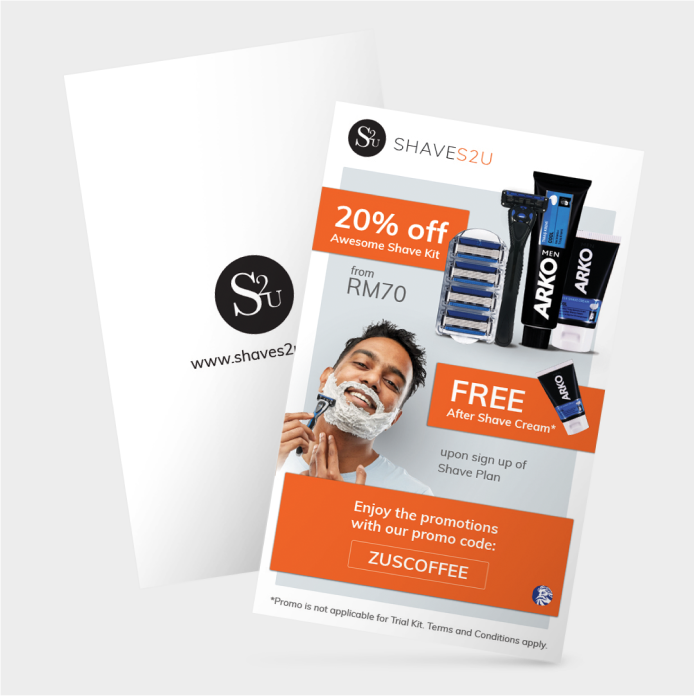 S2U
SHAVES2U
20% off
Awesome Shave Kit
from
RM70
ARKO MEN
ARKO
FREE
After Shave Cream*
ARKO
upon sign up of
Shave Plan
Enjoy the promotions
with our promo code:
ZUSCOFFEE
*Promo is not applicable for Trial Kit. Terms and Conditions apply.
S2U
www.shaves2u